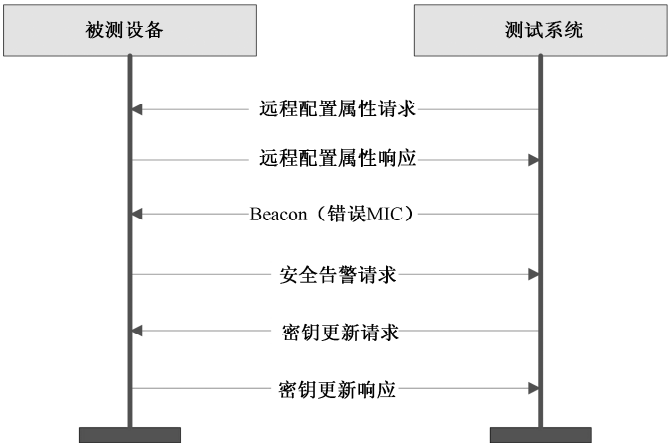 被测设备
测试系统
远程配置属性请求
远程配置属性响应
Beacon（错误MIC）
安全告警请求
密钥更新请求
密钥更新响应